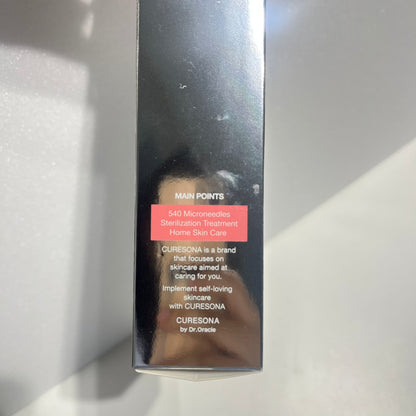 MAIN POINTS
540 Microneedles
Sterilization Treatment
Home Skin Care
CURESONA is a brand
that focuses on
skincare aimed at
caring for you.
Implement self-loving
skincare
with CURESONA
CURESONA
by Dr.Oracle